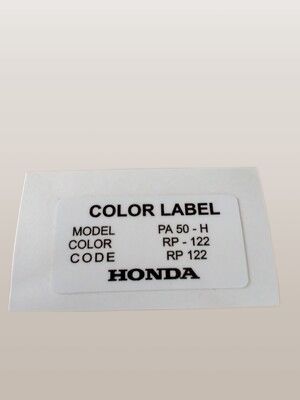 COLOR LABEL
MODEL PA 50 - H
COLOR RP - 122
CODE RP 122
HONDA